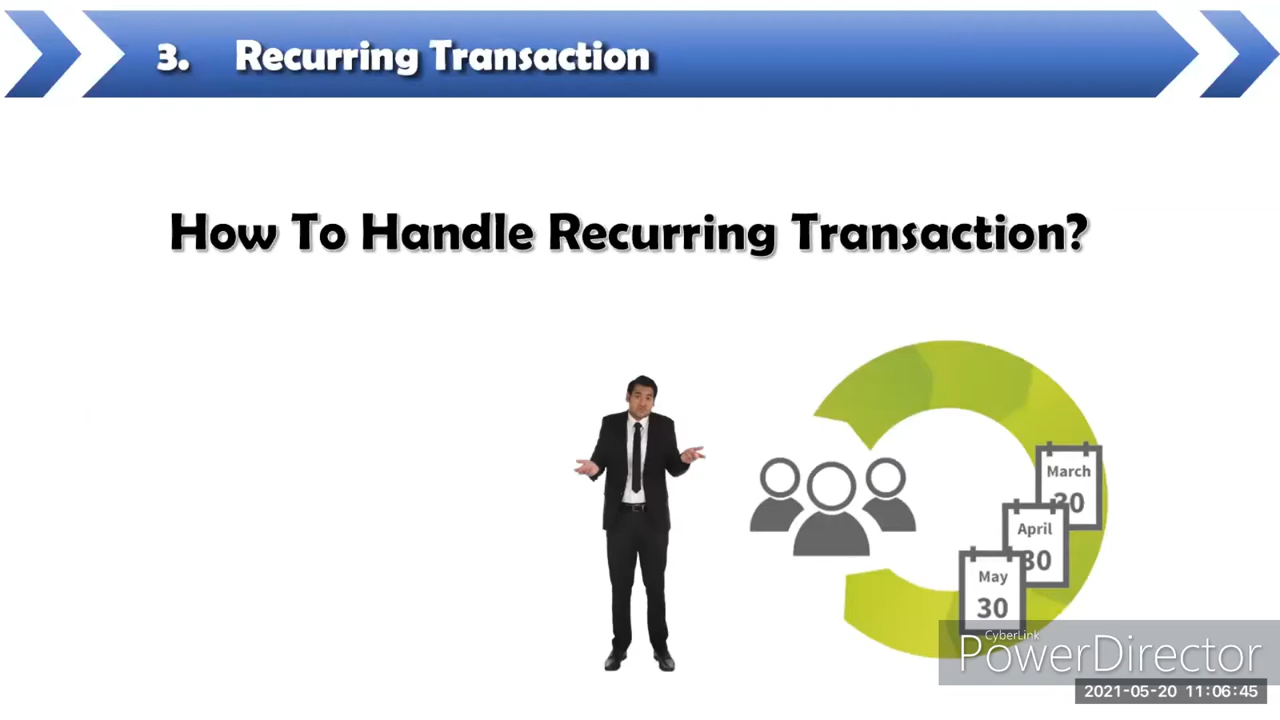 3. Recurring Transaction
How To Handle Recurring Transaction?
March
30
April
30
May
30
CyberLink
PowerDirector
2021-05-20 11:06:45